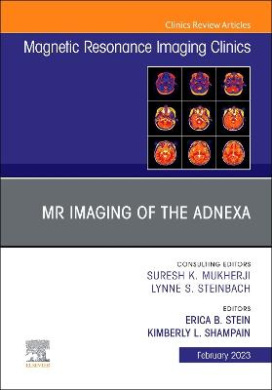 Clinics Review Articles
Magnetic Resonance Imaging Clinics
MR IMAGING OF THE ADNEXA
CONSULTING EDITORS
SURESH K. MUKHERJI
LYNNE S. STEINBACH
EDITORS
ERICA B. STEIN
KIMBERLY L. SHAMPAIN
ELSEVIER
February 2023